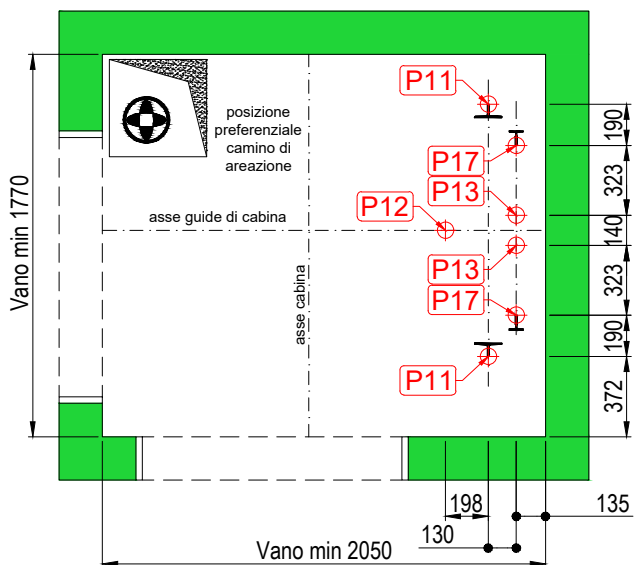 P11
posizione
preferenziale
camino di
areazione
190
P17
323
P13
asse guide di cabina
P12
140
Vano min 1770
P13
323
asse cabina
P17
190
P11
372
198
135
130
Vano min 2050